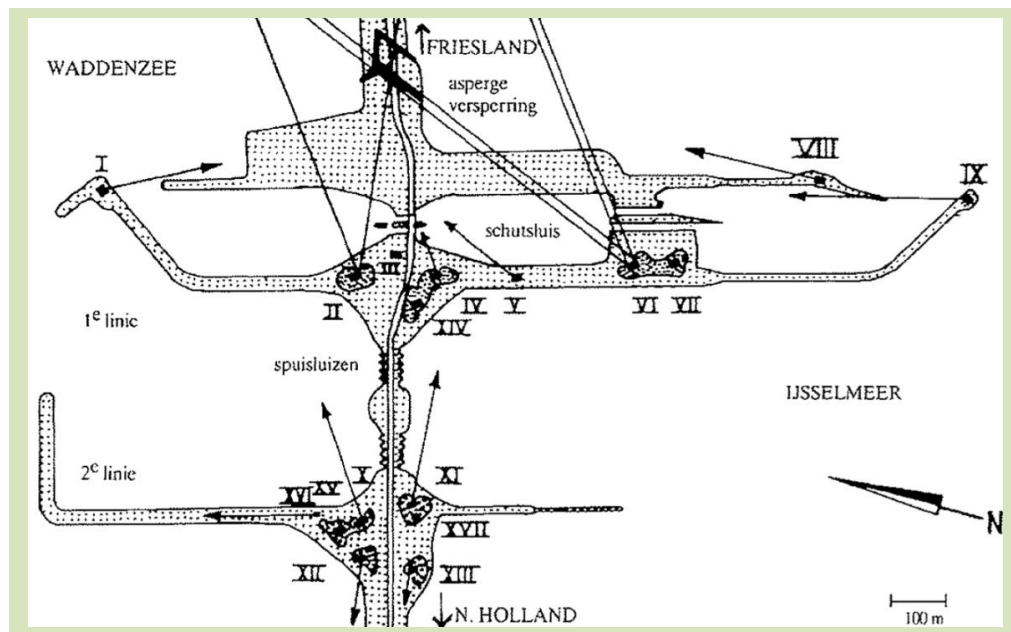 WADDENZEE
FRIESLAND
asperge
versperring
I
VIII
IX
schutsluis
III
II
IV
V
VI
VII
XIV
1e linie
spuisluizen
IJSSELMEER
2e linie
X
XI
XV
XVI
XVII
XII
XIII
N
N. HOLLAND
100 m